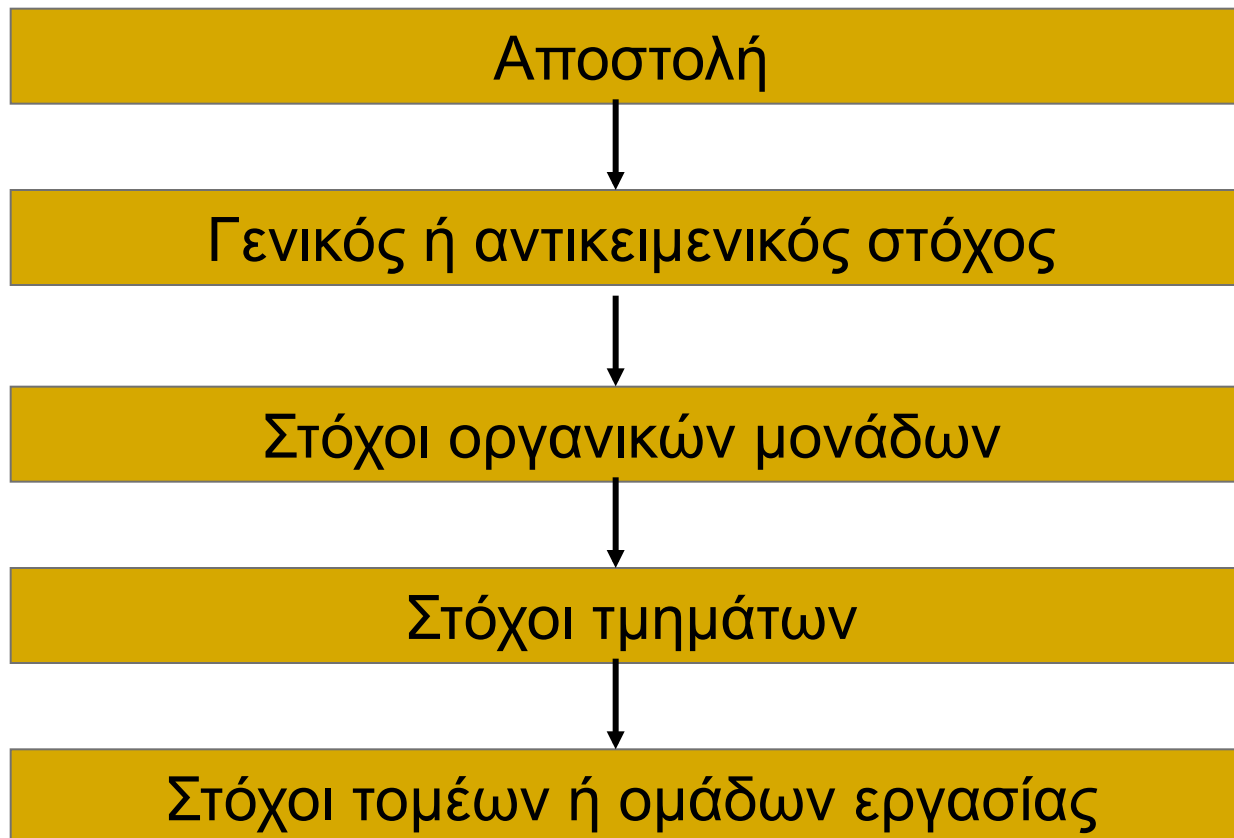 Αποστολή
Γενικός ή αντικειμενικός στόχος
Στόχοι οργανικών μονάδων
Στόχοι τμημάτων
Στόχοι τομέων ή ομάδων εργασίας